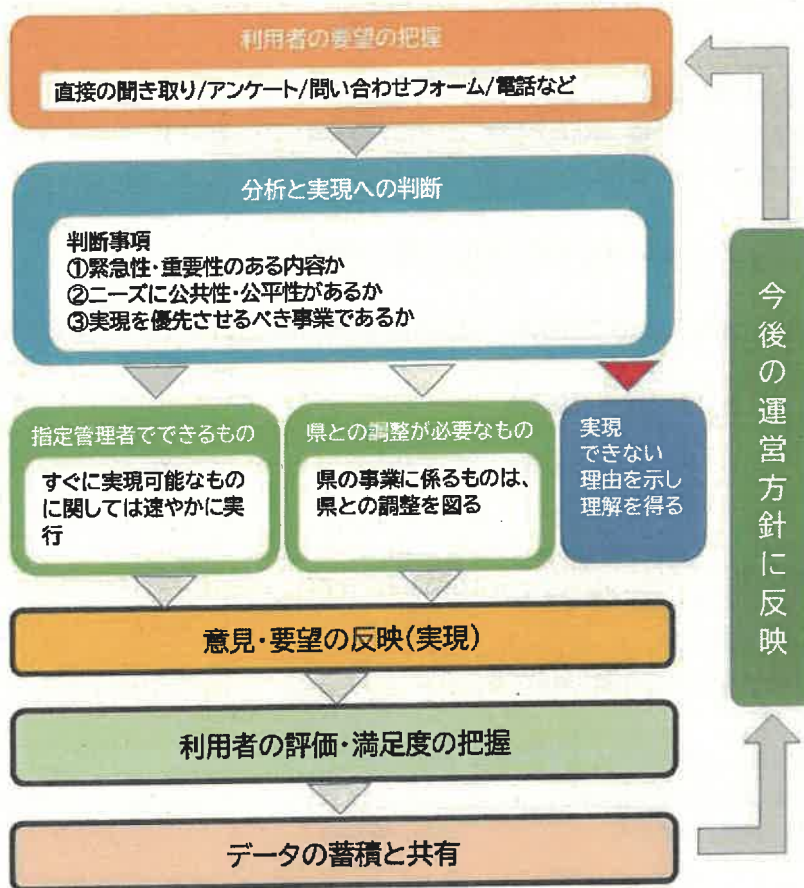 利用者の要望の把握
直接の聞き取り/アンケート/問い合わせフォーム/電話など
分析と実現への判断
判断事項
①緊急性・重要性のある内容か
②ニーズに公共性・公平性があるか
③実現を優先させるべき事業であるか
指定管理者でできるもの
すぐに実現可能なもの
に関しては速やかに実
行
県との調整が必要なもの
県の事業に係るものは、
県との調整を図る
実現
できない
理由を示し
理解を得る
意見・要望の反映(実現)
利用者の評価・満足度の把握
データの蓄積と共有
今後の運営方針に反映